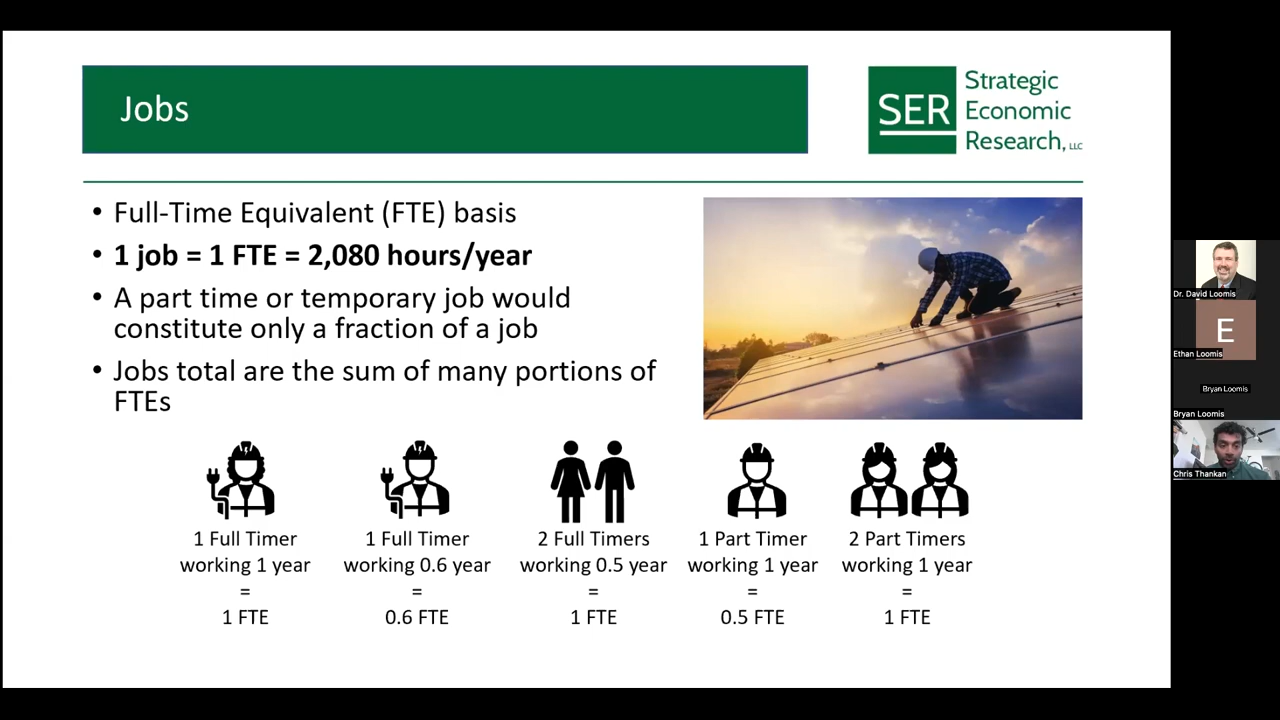 Jobs
SER
Strategic
Economic
Research, LLC
• Full-Time Equivalent (FTE) basis
• 1 job = 1 FTE = 2,080 hours/year
• A part time or temporary job would
constitute only a fraction of a job
• Jobs total are the sum of many portions of
FTEs
1 Full Timer
working 1 year
=
1 FTE
1 Full Timer
working 0.6 year
=
0.6 FTE
2 Full Timers
working 0.5 year
=
1 FTE
1 Part Timer
working 1 year
=
0.5 FTE
2 Part Timers
working 1 year
=
1 FTE
Dr. David Loomis
E
Ethan Loomis
Bryan Loomis
Bryan Loomis
Chris Thankan